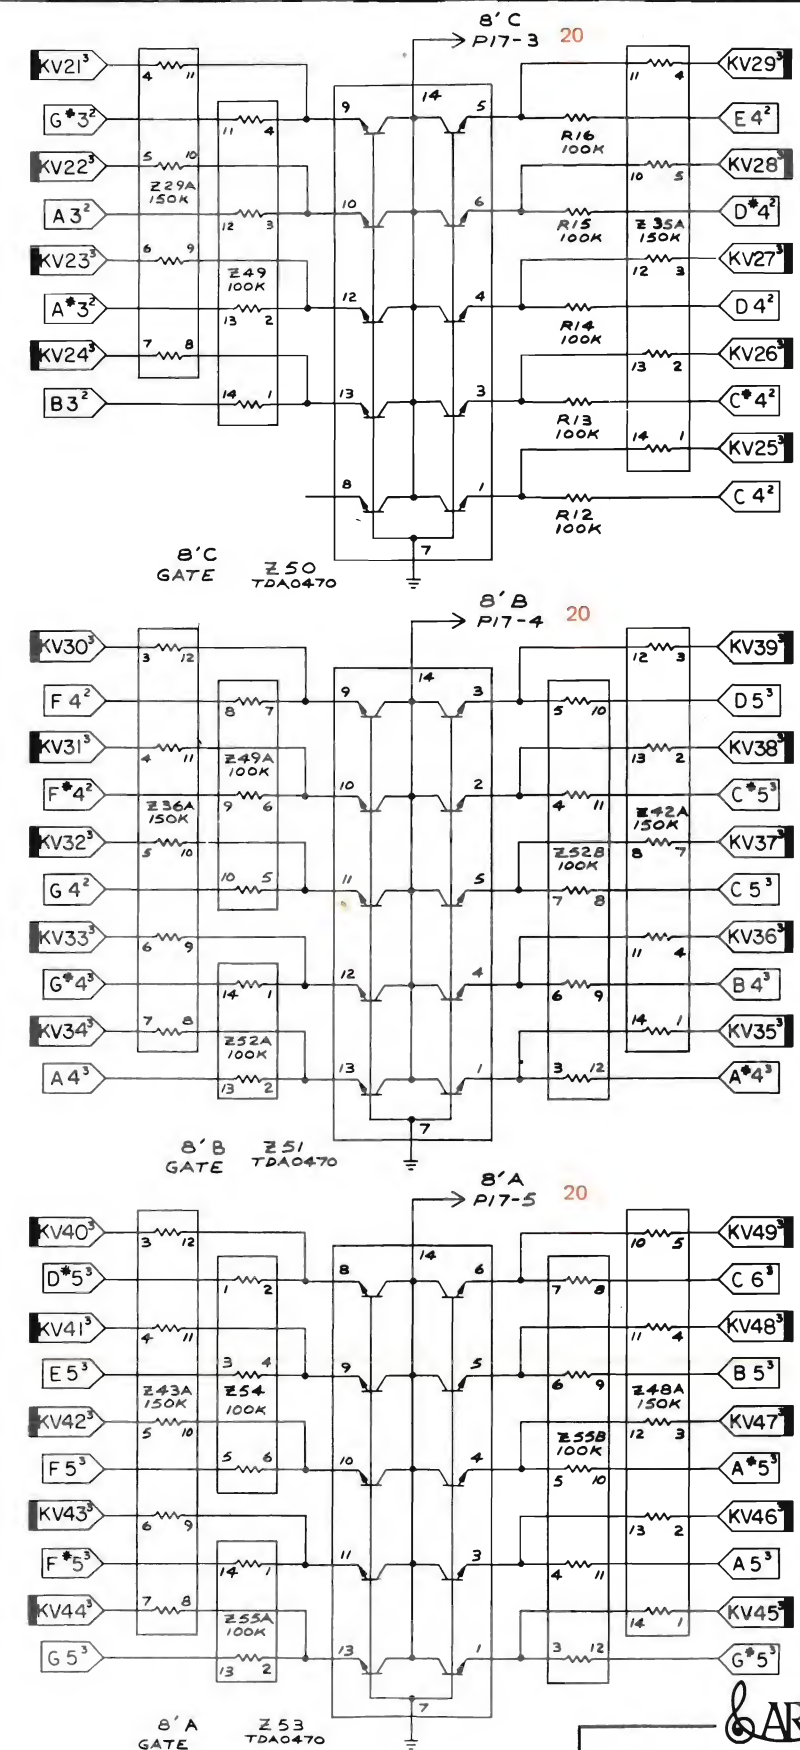 8' C
P17-3 20
KV21³ 4 11 11 4 KV29³
G#3² 11 4 9 14 5 R16 100K E4²
KV22³ 5 10 10 5 KV28³
Z29A 150K
A3² 12 3 10 6 R15 100K Z35A 150K D#4²
KV23³ 6 9 12 3 KV27³
Z49 100K
A#3² 13 2 12 4 R14 100K D4²
KV24³ 7 8 13 2 KV26³
B3² 14 1 13 3 R13 100K C#4²
14 1 KV25³
8 1 R12 100K C4²
7
8' C GATE Z50 TDA0470
8' B
P17-4 20
KV30³ 3 12 12 3 KV39³
F4² 8 7 9 14 3 5 10 D5³
KV31³ 4 11 13 2 KV38³
Z49A 100K
F#4² 9 6 10 2 4 11 C#5³
Z36A 150K Z42A 150K
KV32³ 5 10 8 7 KV37³
Z52B 100K
G4² 10 5 11 5 7 8 C5³
KV33³ 6 9 11 4 KV36³
G#4³ 14 1 12 4 6 9 B4³
KV34³ 7 8 14 1 KV35³
Z52A 100K
A4³ 13 2 13 1 3 12 A#4³
7
8' B GATE Z51 TDA0470
8' A
P17-5 20
KV40³ 3 12 10 5 KV49³
D#5³ 1 2 8 14 6 7 8 C6³
KV41³ 4 11 11 4 KV48³
E5³ 3 4 9 5 6 9 B5³
Z43A 150K Z54 100K Z48A 150K
KV42³ 5 10 12 3 KV47³
Z55B 100K
F5³ 5 6 10 4 5 10 A#5³
KV43³ 6 9 13 2 KV46³
F#5³ 14 1 11 3 4 11 A5³
KV44³ 7 8 14 1 KV45³
Z55A 100K
G5³ 13 2 13 1 3 12 G#5³
7
8' A GATE Z53 TDA0470